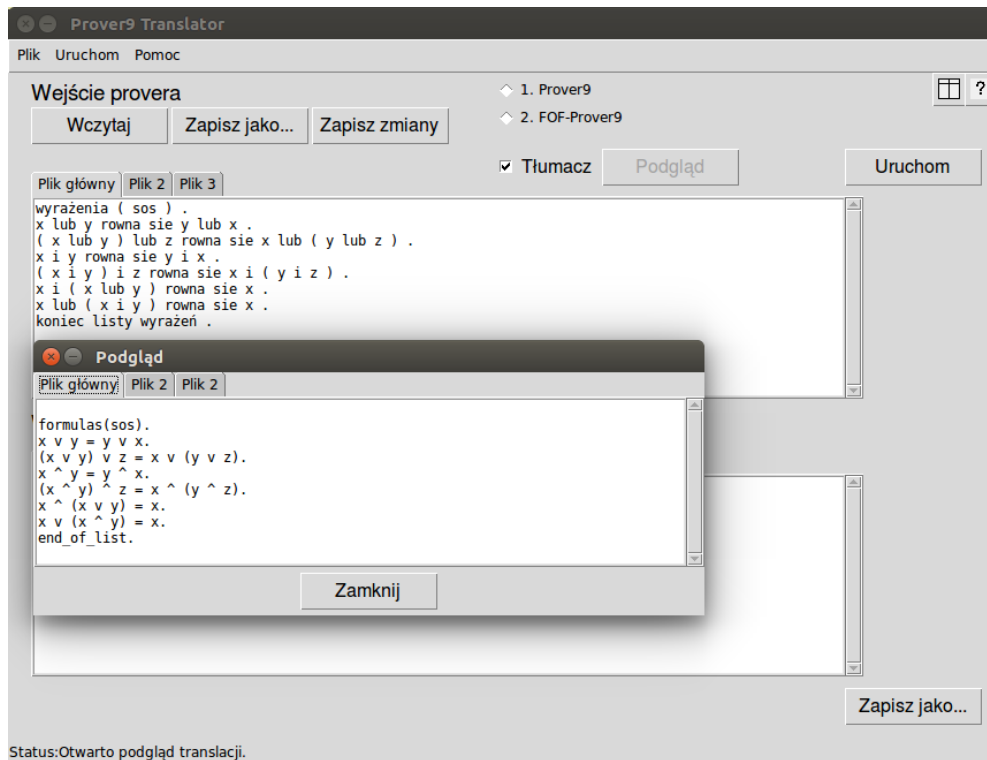 Prover9 Translator
Plik Uruchom Pomoc
Wejście provera
1. Prover9
?
Wczytaj Zapisz jako... Zapisz zmiany
2. FOF-Prover9
Tłumacz Podgląd Uruchom
Plik główny Plik 2 Plik 3
wyrażenia ( sos ) .
x lub y rowna sie y lub x .
( x lub y ) lub z rowna sie x lub ( y lub z ) .
x i y rowna sie y i x .
( x i y ) i z rowna sie x i ( y i z ) .
x i ( x lub y ) rowna sie x .
x lub ( x i y ) rowna sie x .
koniec listy wyrażeń .
Podgląd
Plik główny Plik 2 Plik 2
formulas(sos).
x v y = y v x.
(x v y) v z = x v (y v z).
x ^ y = y ^ x.
(x ^ y) ^ z = x ^ (y ^ z).
x ^ (x v y) = x.
x v (x ^ y) = x.
end_of_list.
Zamknij
Zapisz jako...
Status:Otwarto podgląd translacji.